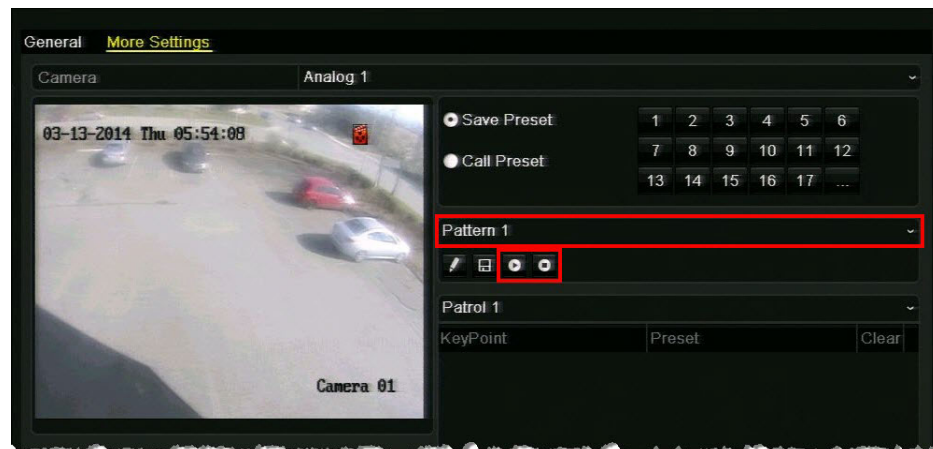 General More Settings
Camera Analog 1
03-13-2014 Thu 05:54:08
Camera 01
Save Preset 1 2 3 4 5 6
Call Preset 7 8 9 10 11 12
13 14 15 16 17 ...
Pattern 1
Patrol 1
KeyPoint Preset Clear